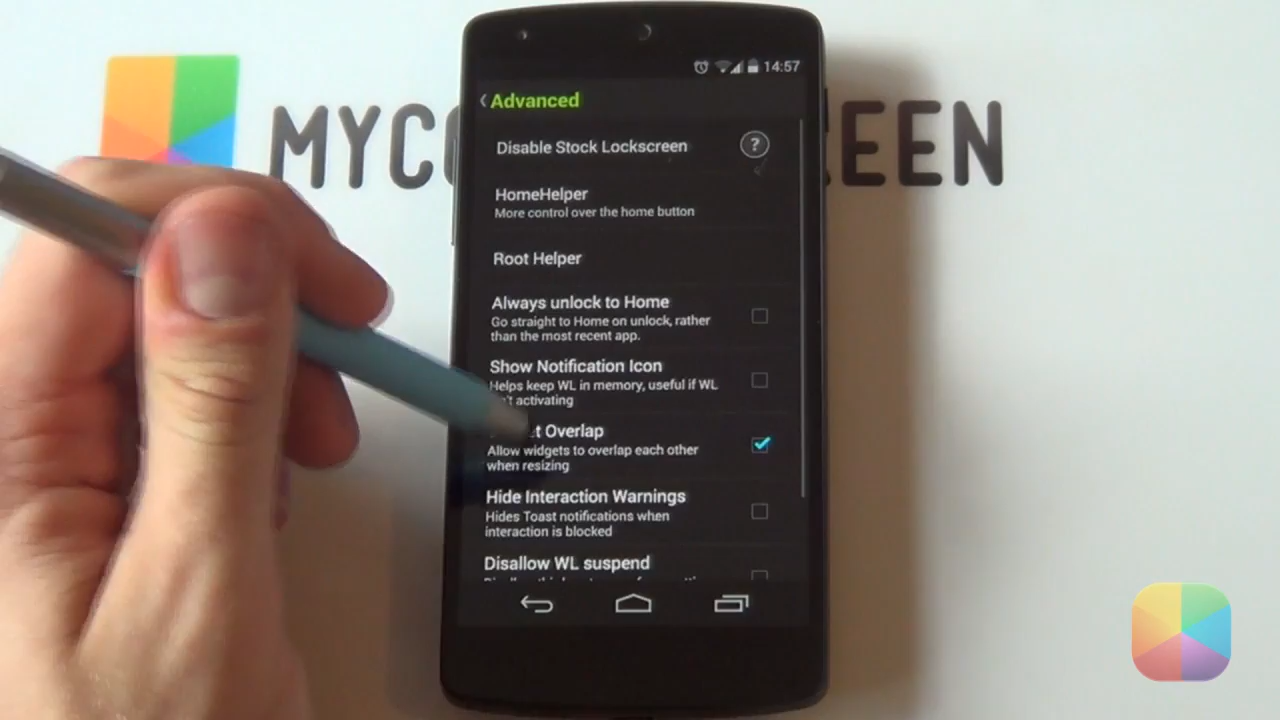 MYC EEN
14:57
Advanced
Disable Stock Lockscreen
?
HomeHelper
More control over the home button
Root Helper
Always unlock to Home
Go straight to Home on unlock, rather
than the most recent app.
Show Notification Icon
Helps keep WL in memory, useful if WL
activating
Overlap
Allow widgets to overlap each other
when resizing
Hide Interaction Warnings
Hides Toast notifications when
interaction is blocked
Disallow WL suspend